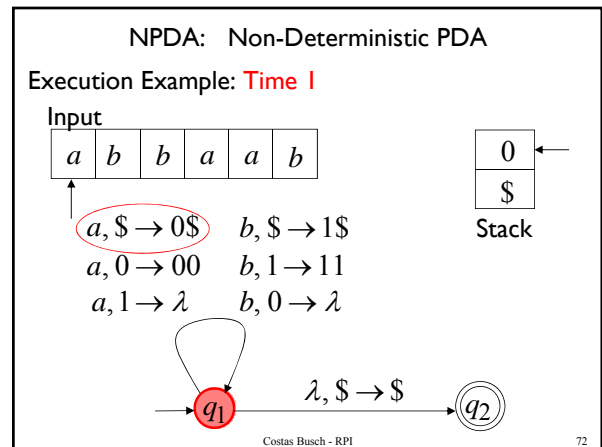 NPDA: Non-Deterministic PDA
Execution Example: Time 1
Input
a b b a a b
0
$
Stack
a, $ → 0$ b, $ → 1$
a, 0 → 00 b, 1 → 11
a, 1 → λ b, 0 → λ
λ, $ → $
q₁ q₂
Costas Busch - RPI 72